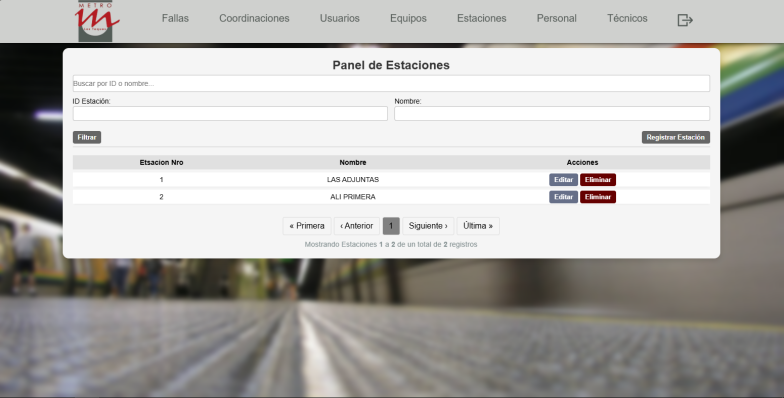 METRO
Los Teques
Fallas Coordinaciones Usuarios Equipos Estaciones Personal Técnicos
Panel de Estaciones
Buscar por ID o nombre...
ID Estación: Nombre:
Filtrar Registrar Estación
Etsacion Nro Nombre Acciones
1 LAS ADJUNTAS Editar Eliminar
2 ALI PRIMERA Editar Eliminar
« Primera ‹ Anterior 1 Siguiente › Última »
Mostrando Estaciones 1 a 2 de un total de 2 registros